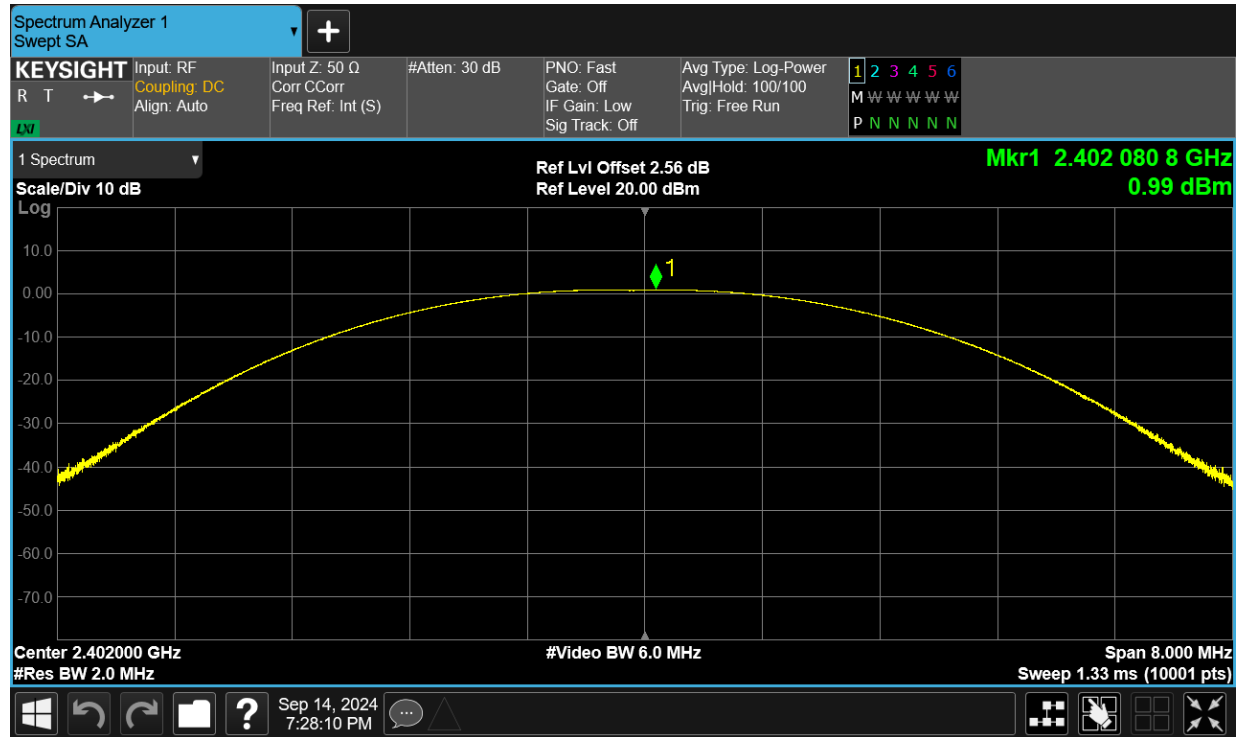 Spectrum Analyzer 1
Swept SA
KEYSIGHT
R T
LXI
Input: RF
Coupling: DC
Align: Auto
Input Z: 50 Ω
Corr CCorr
Freq Ref: Int (S)
#Atten: 30 dB
PNO: Fast
Gate: Off
IF Gain: Low
Sig Track: Off
Avg Type: Log-Power
Avg|Hold: 100/100
Trig: Free Run
1 2 3 4 5 6
M W W W W W
P N N N N N
1 Spectrum
Scale/Div 10 dB
Log
Ref Lvl Offset 2.56 dB
Ref Level 20.00 dBm
Mkr1 2.402 080 8 GHz
0.99 dBm
1
10.0
0.00
-10.0
-20.0
-30.0
-40.0
-50.0
-60.0
-70.0
Center 2.402000 GHz
#Res BW 2.0 MHz
#Video BW 6.0 MHz
Span 8.000 MHz
Sweep 1.33 ms (10001 pts)
?
Sep 14, 2024
7:28:10 PM